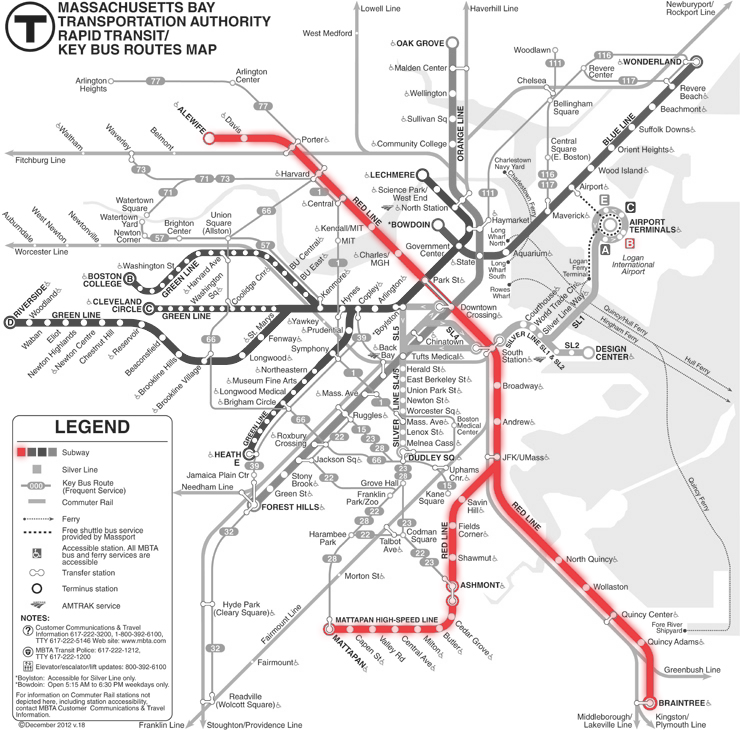 MASSACHUSETTS BAY
TRANSPORTATION AUTHORITY
RAPID TRANSIT/
KEY BUS ROUTES MAP
T
Lowell Line
Haverhill Line
Newburyport/
Rockport Line
West Medford
OAK GROVE
Malden Center
Wellington
Sullivan Sq
Community College
ORANGE LINE
Woodlawn
111
116
117
Revere
Center
WONDERLAND
Revere
Beach
Beachmont
Suffolk Downs
Orient Heights
Wood Island
BLUE LINE
Chelsea
Bellingham
Square
Central
Square
(E. Boston)
116
117
111
Airport
Maverick
Arlington
Heights
77
Arlington
Center
77
ALEWIFE
Davis
Porter
Harvard
1
Central
RED LINE
Kendall/MIT
MIT
Charles/
MGH
Park St
Waltham
Waverley
Belmont
Fitchburg Line
73
71
73
71
Watertown
Square
Watertown
Yard
Newton
Corner
57
Brighton
Center
Union
Square
(Allston)
66
57
Auburndale
West Newton
Newtonville
Worcester Line
LECHMERE
Science Park/
West End
North Station
*BOWDOIN
Government
Center
Haymarket
State
Charlestown
Navy Yard
Charlestown Ferry
Long
Wharf
North
Long
Wharf
South
Rowes
Wharf
Aquarium
Logan
Ferry
Terminal
E
C
A
B
AIRPORT
TERMINALS
Logan
International
Airport
Quincy/Hull Ferry
Hingham Ferry
Hull Ferry
Quincy Ferry
Courthouse
World Trade Ctr.
Silver Line Way
SILVER LINE SL1 & SL2
SL1
SL2
DESIGN
CENTER
BOSTON
COLLEGE
B
Washington St
GREEN LINE
Harvard Ave
Washington
Sq
Coolidge Cnr
BU Central
BU East
Kenmore
Hynes
Copley
Arlington
*Boylston
CLEVELAND
CIRCLE
C
GREEN LINE
St. Marys
RIVERSIDE
D
Woodland
GREEN LINE
Waban
Eliot
Newton Highlands
Newton Centre
Chestnut Hill
Reservoir
Beaconsfield
Brookline Hills
66
Brookline Village
Longwood
Fenway
Yawkey
Prudential
Symphony
Northeastern
Museum Fine Arts
Longwood Medical
Brigham Circle
39
Back
Bay
SL5
SL4
Downtown
Crossing
Chinatown
Tufts Medical
South
Station
Broadway
Andrew
JFK/UMass
1
Mass. Ave
1
SILVER LINE SL4/5
Herald St
East Berkeley St
Union Park St
Newton St
Worcester Sq
Mass. Ave
Lenox St
Melnea Cass
DUDLEY SQ
Boston
Medical
Center
GREEN LINE
HEATH
E
66
Roxbury
Crossing
Ruggles
22
15
23
28
66
Jackson Sq
22
23
28
15
Uphams
Cnr.
Kane
Square
39
Jamaica Plain Ctr
Needham Line
Stony
Brook
Green St
FOREST HILLS
Grove Hall
Franklin
Park/Zoo
22
28
Harambee
Park
28
22
23
Codman
Square
Talbot
Ave
22
23
Morton St
32
Hyde Park
(Cleary Square)
32
Fairmount Line
Fairmount
Readville
(Wolcott Square)
Franklin Line
Stoughton/Providence Line
RED LINE
Savin
Hill
Fields
Corner
Shawmut
ASHMONT
Cedar Grove
Butler
Milton
Central Ave
Valley Rd
Capen St
MATTAPAN
MATTAPAN HIGH-SPEED LINE
RED LINE
North Quincy
Wollaston
Quincy Center
Fore River
Shipyard
Quincy Adams
Greenbush Line
BRAINTREE
Middleborough/
Lakeville Line
Kingston/
Plymouth Line
LEGEND
Subway
Silver Line
000
Key Bus Route
(Frequent Service)
Commuter Rail
Ferry
Free shuttle bus service
provided by Massport
Accessible station. All MBTA
bus and ferry services are
accessible
Transfer station
Terminus station
AMTRAK service
NOTES:
Customer Communications & Travel
Information 617-222-3200, 1-800-392-6100,
TTY 617-222-5146 Web site: www.mbta.com
MBTA Transit Police: 617-222-1212,
TTY 617-222-1200
Elevator/escalator/lift updates: 800-392-6100
*Boylston: Accessible for Silver Line only.
*Bowdoin: Open 5:15 AM to 6:30 PM weekdays only.
For information on Commuter Rail stations not
depicted here, including station accessibility,
contact MBTA Customer Communications & Travel
Information.
©December 2012 v.18